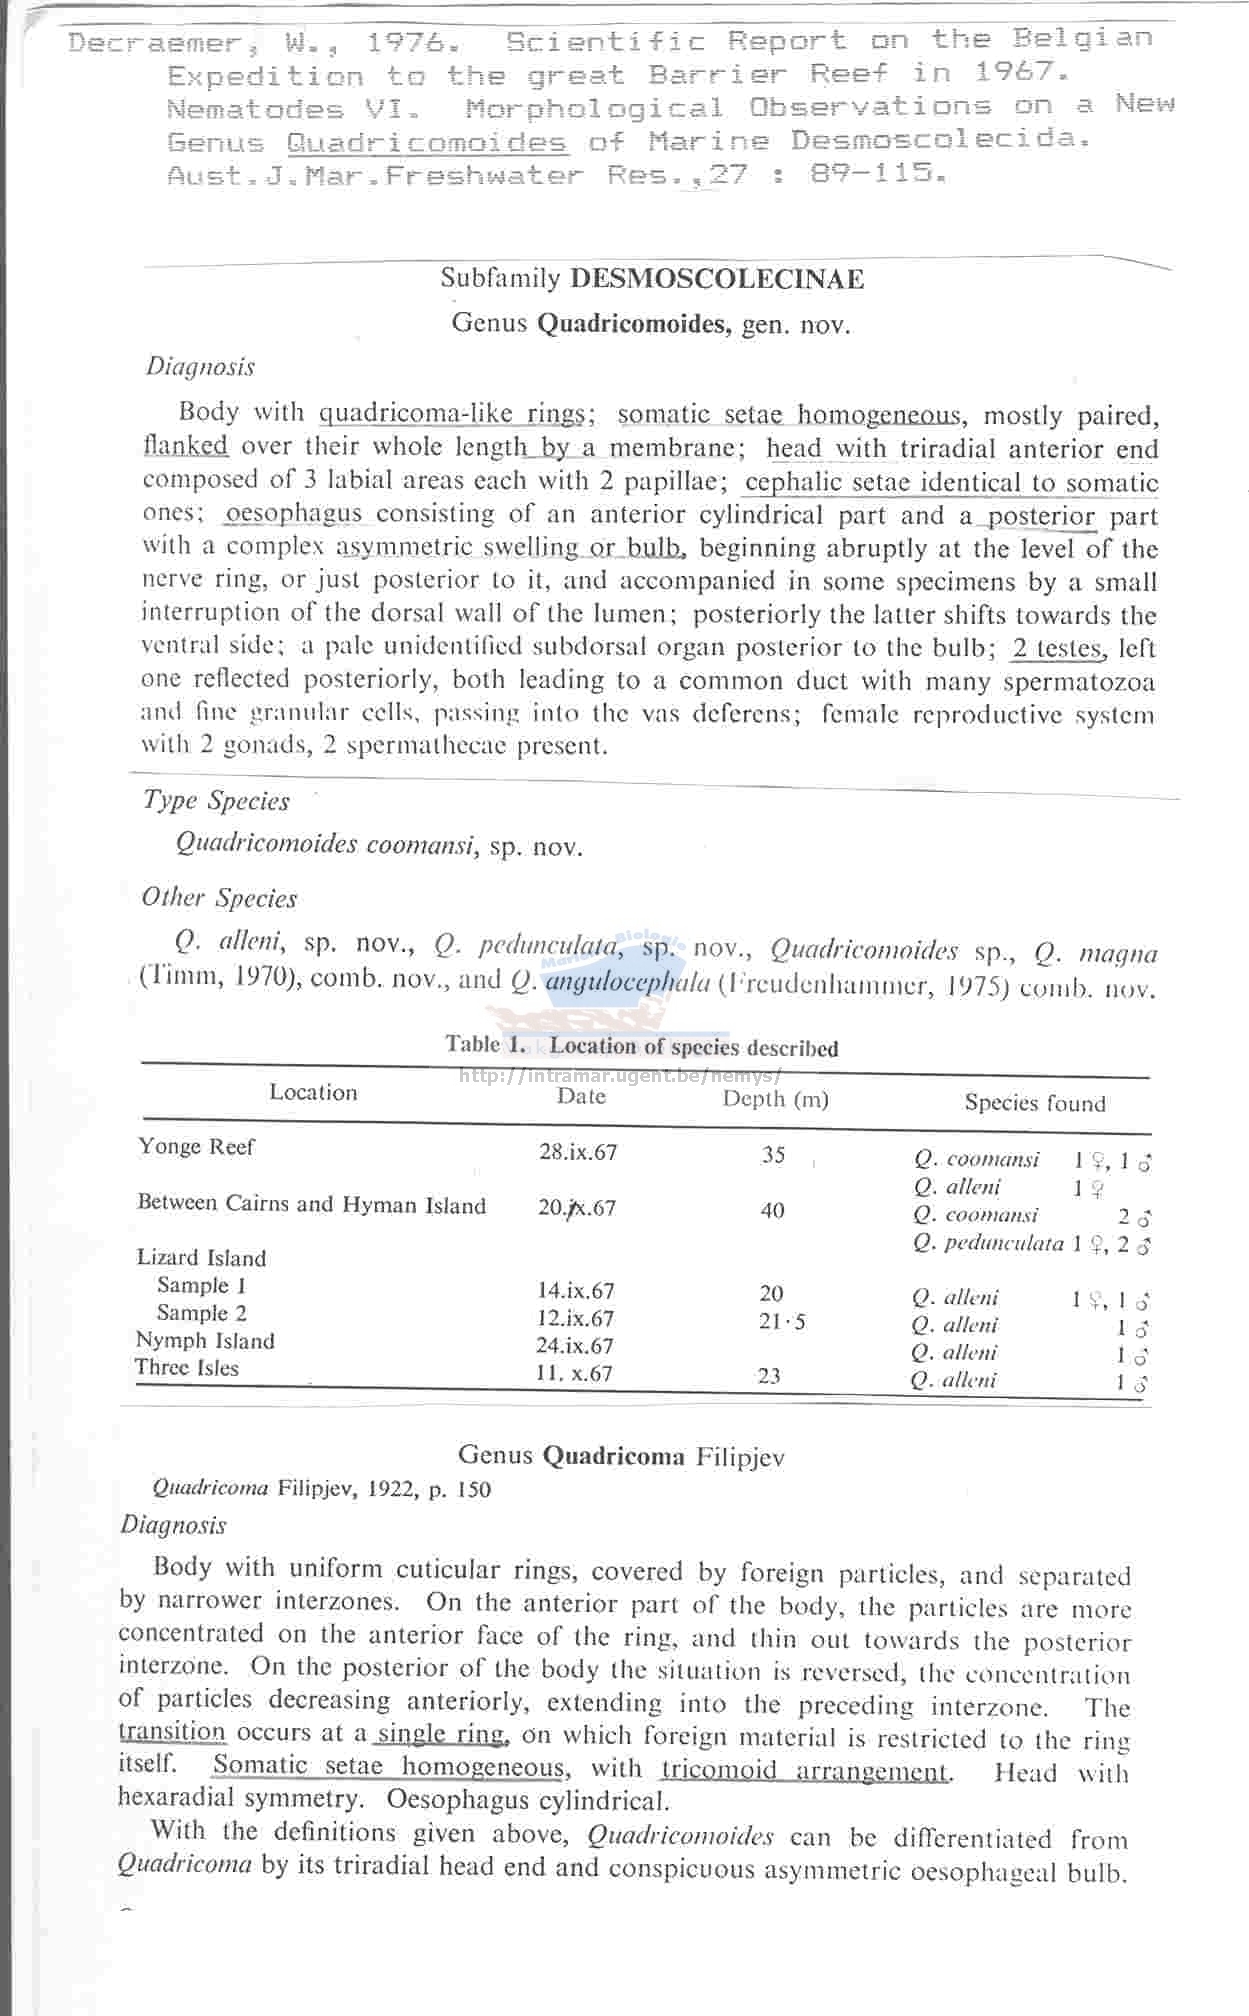 Decraemer, W., 1976. Scientific Report on the Belgian
Expedition to the great Barrier Reef in 1967.
Nematodes VI. Morphological Observations on a New
Genus Quadricomoides of Marine Desmoscolecida.
Aust.J.Mar.Freshwater Res.,27 : 89-115.
Subfamily DESMOSCOLECINAE
Genus Quadricomoides, gen. nov.
Diagnosis
Body with quadricoma-like rings; somatic setae homogeneous, mostly paired,
flanked over their whole length by a membrane; head with triradial anterior end
composed of 3 labial areas each with 2 papillae; cephalic setae identical to somatic
ones; oesophagus consisting of an anterior cylindrical part and a posterior part
with a complex asymmetric swelling or bulb, beginning abruptly at the level of the
nerve ring, or just posterior to it, and accompanied in some specimens by a small
interruption of the dorsal wall of the lumen; posteriorly the latter shifts towards the
ventral side; a pale unidentified subdorsal organ posterior to the bulb; 2 testes, left
one reflected posteriorly, both leading to a common duct with many spermatozoa
and fine granular cells, passing into the vas deferens; female reproductive system
with 2 gonads, 2 spermathecae present.
Type Species
Quadricomoides coomansi, sp. nov.
Other Species
Q. alleni, sp. nov., Q. pedunculata, sp. nov., Quadricomoides sp., Q. magna
(Timm, 1970), comb. nov., and Q. angulocephala (Freudenhammer, 1975) comb. nov.
Table 1. Location of species described
http://intramar.ugent.be/nemys/
Location Date Depth (m) Species found
Yonge Reef 28.ix.67 35 Q. coomansi 1 ♀, 1 ♂
Q. alleni 1 ♀
Between Cairns and Hyman Island 20.ix.67 40 Q. coomansi 2 ♂
Q. pedunculata 1 ♀, 2 ♂
Lizard Island
Sample 1 14.ix.67 20 Q. alleni 1 ♀, 1 ♂
Sample 2 12.ix.67 21·5 Q. alleni 1 ♂
Nymph Island 24.ix.67 Q. alleni 1 ♂
Three Isles 11. x.67 23 Q. alleni 1 ♂
Genus Quadricoma Filipjev
Quadricoma Filipjev, 1922, p. 150
Diagnosis
Body with uniform cuticular rings, covered by foreign particles, and separated
by narrower interzones. On the anterior part of the body, the particles are more
concentrated on the anterior face of the ring, and thin out towards the posterior
interzone. On the posterior of the body the situation is reversed, the concentration
of particles decreasing anteriorly, extending into the preceding interzone. The
transition occurs at a single ring, on which foreign material is restricted to the ring
itself. Somatic setae homogeneous, with tricomoid arrangement. Head with
hexaradial symmetry. Oesophagus cylindrical.
With the definitions given above, Quadricomoides can be differentiated from
Quadricoma by its triradial head end and conspicuous asymmetric oesophageal bulb.